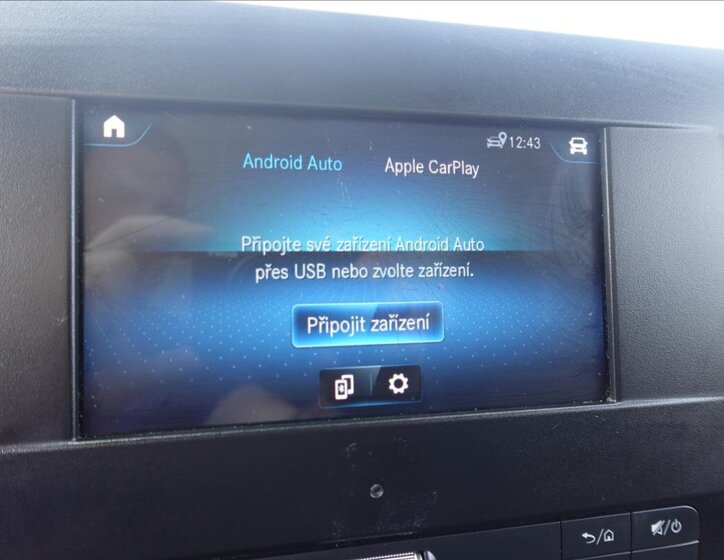 12:43
Android Auto Apple CarPlay
Připojte své zařízení Android Auto
přes USB nebo zvolte zařízení.
Připojit zařízení